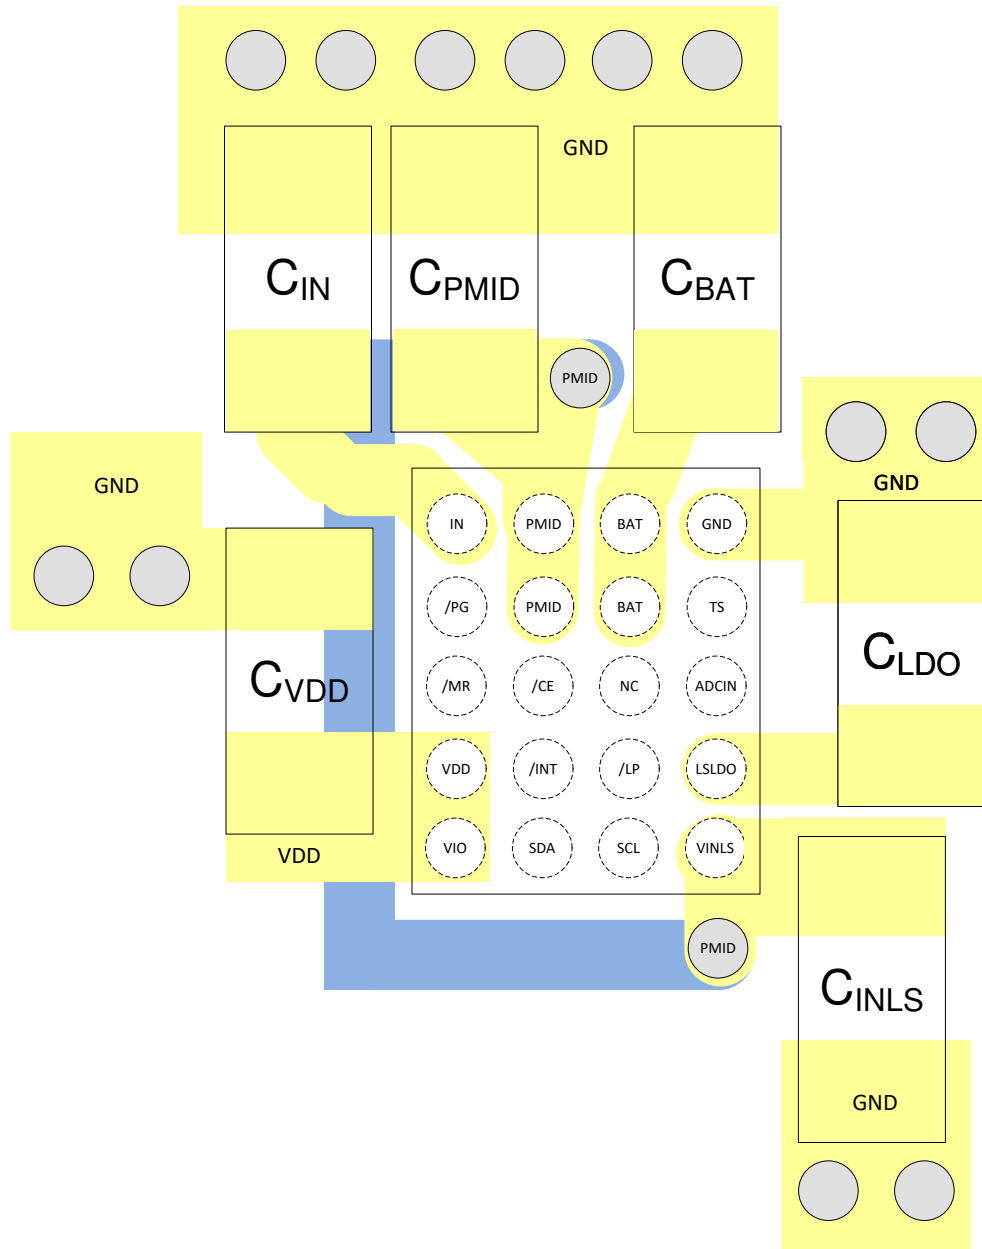 GND
CIN
CPMID
CBAT
PMID
GND
GND
IN
PMID
BAT
GND
/PG
PMID
BAT
TS
CVDD
CLDO
/MR
/CE
NC
ADCIN
VDD
/INT
/LP
LSLDO
VDD
VIO
SDA
SCL
VINLS
PMID
CINLS
GND